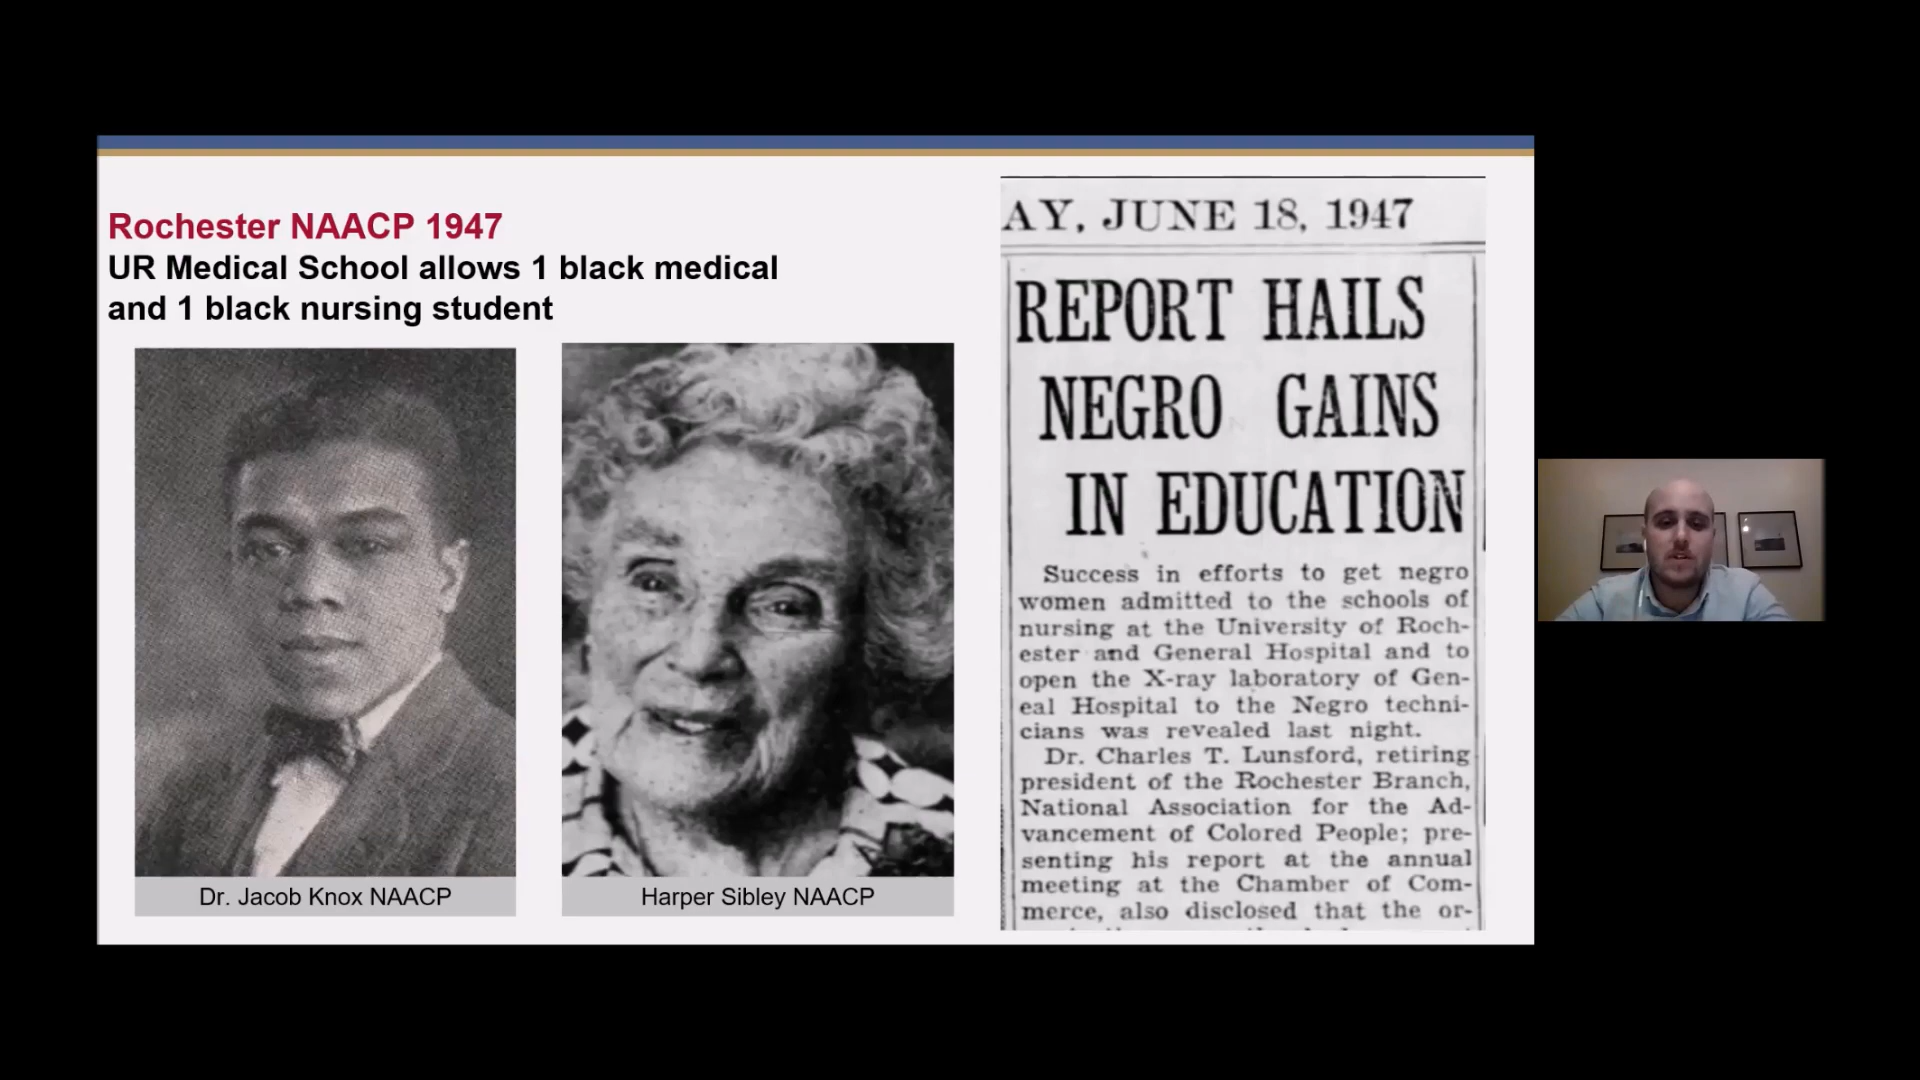 Rochester NAACP 1947
UR Medical School allows 1 black medical
and 1 black nursing student
Dr. Jacob Knox NAACP
Harper Sibley NAACP
AY, JUNE 18, 1947
REPORT HAILS
NEGRO GAINS
IN EDUCATION
Success in efforts to get negro
women admitted to the schools of
nursing at the University of Roch-
ester and General Hospital and to
open the X-ray laboratory of Gen-
eal Hospital to the Negro techni-
cians was revealed last night.
Dr. Charles T. Lunsford, retiring
president of the Rochester Branch,
National Association for the Ad-
vancement of Colored People; pre-
senting his report at the annual
meeting at the Chamber of Com-
merce, also disclosed that the or-